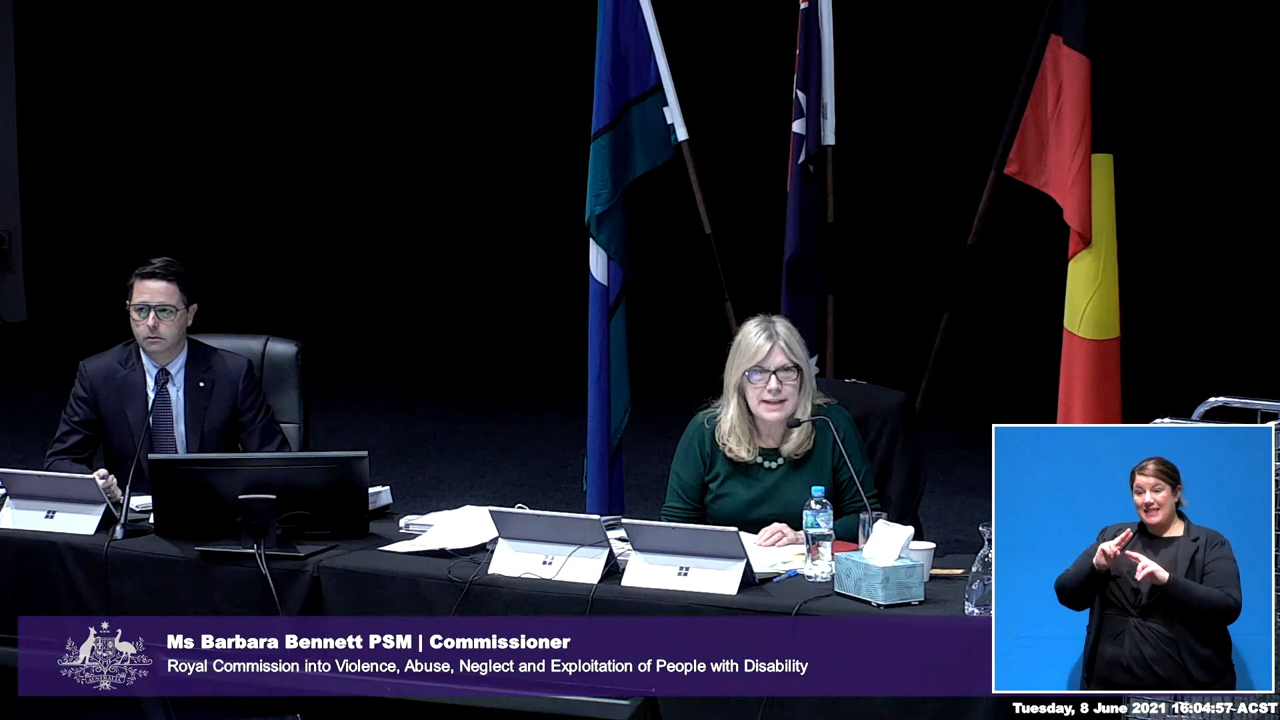 Ms Barbara Bennett PSM | Commissioner
Royal Commission into Violence, Abuse, Neglect and Exploitation of People with Disability
AUSTRALIA
Tuesday, 8 June 2021 16:04:57 ACST